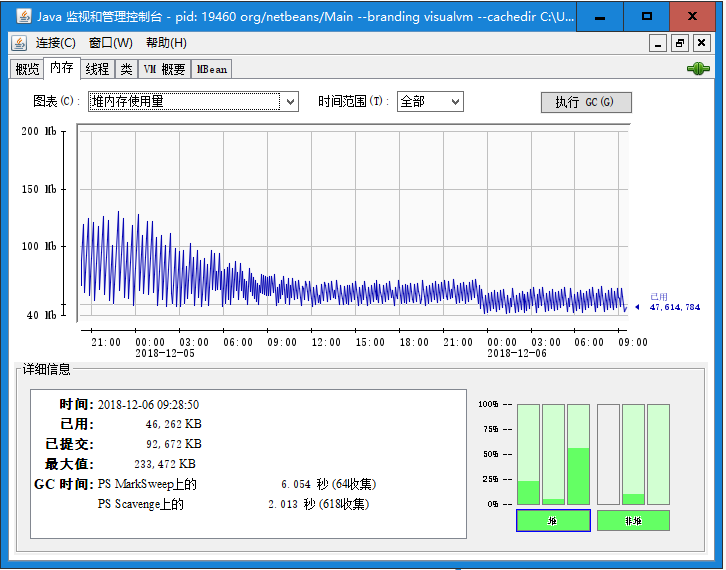 Java 监视和管理控制台 - pid: 19460 org/netbeans/Main --branding visualvm --cachedir C:\U...
连接(C) 窗口(W) 帮助(H)
概览 内存 线程 类 VM 概要 MBean
图表(C): 堆内存使用量 时间范围(T): 全部 执行 GC(G)
200 Mb
150 Mb
100 Mb
40 Mb
已用
47,614,784
21:00 00:00 03:00 06:00 09:00 12:00 15:00 18:00 21:00 00:00 03:00 06:00 09:00
2018-12-05 2018-12-06
详细信息
时间: 2018-12-06 09:28:50
已用: 46,262 KB
已提交: 92,672 KB
最大值: 233,472 KB
GC 时间: PS MarkSweep上的 6.054 秒 (64收集)
PS Scavenge上的 2.013 秒 (618收集)
100% --
75% --
50% --
25% --
0% --
堆 非堆